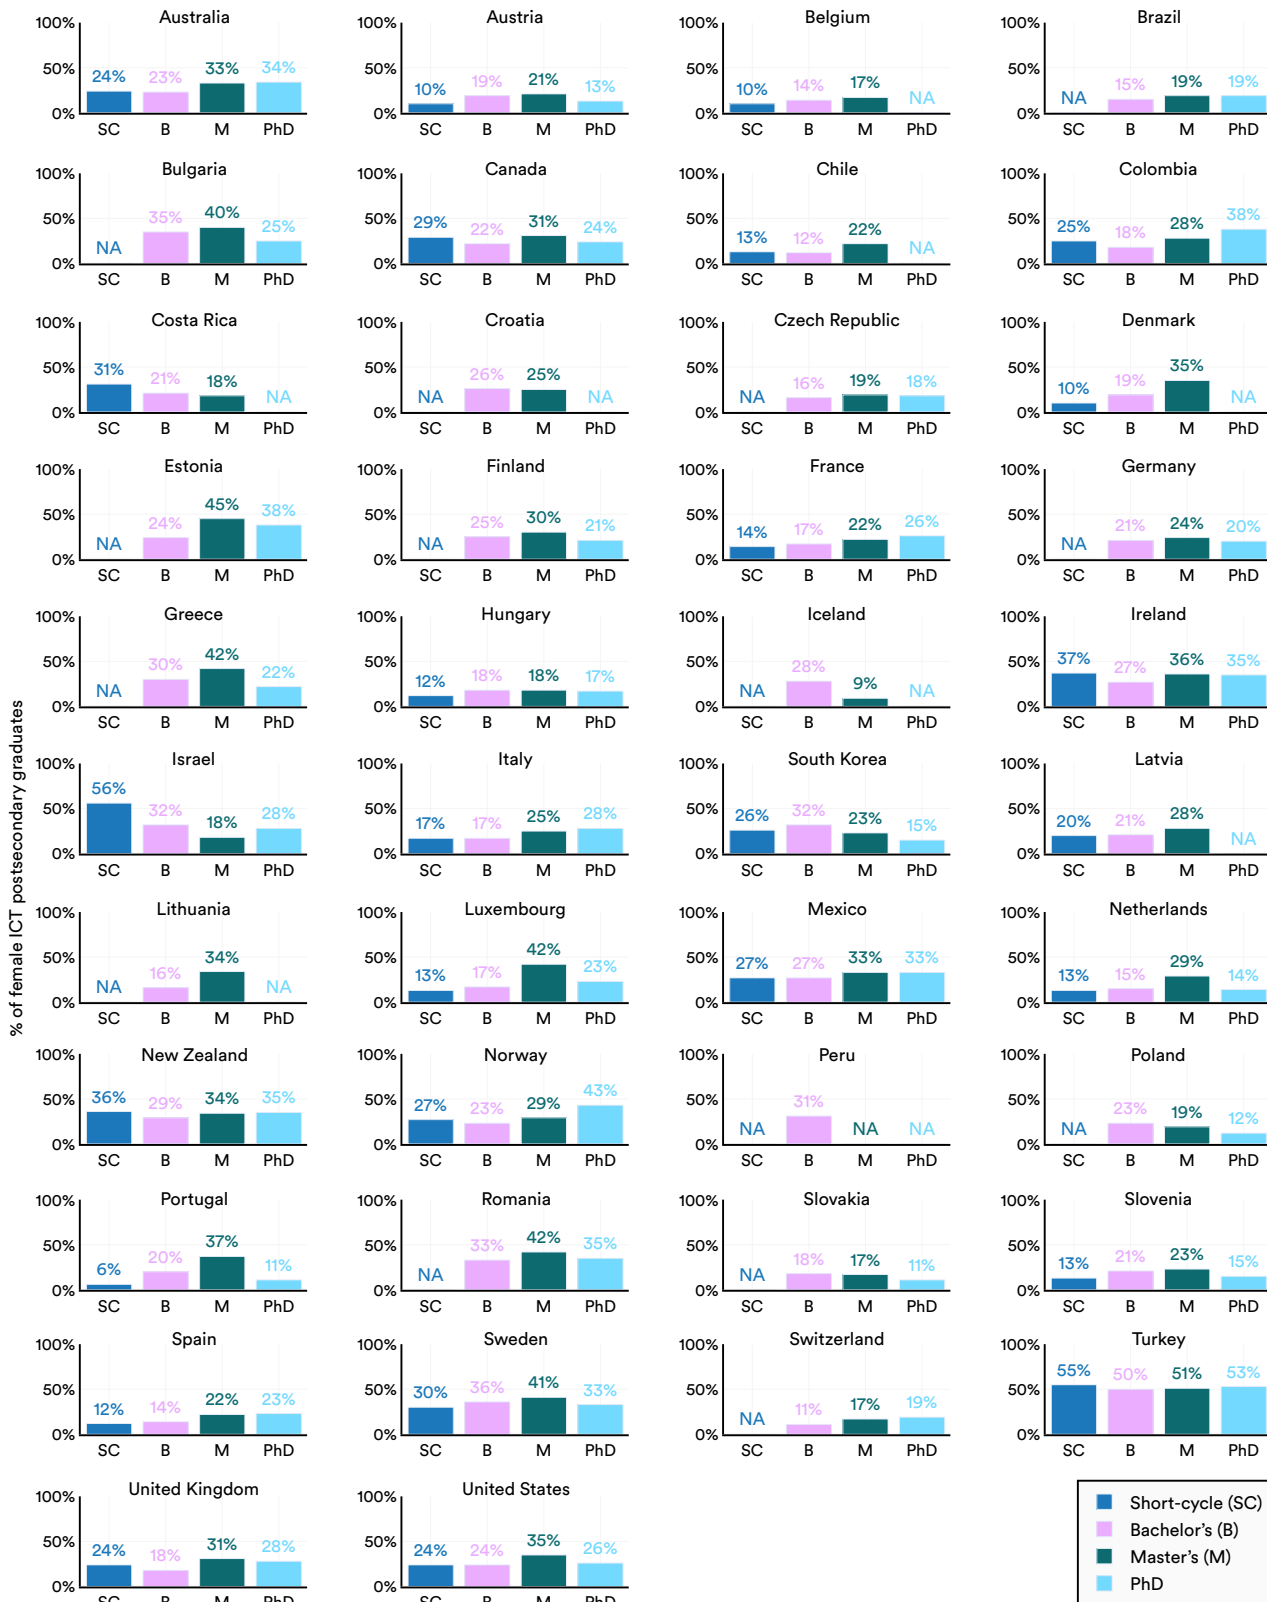 % of female ICT postsecondary graduates
Australia Austria Belgium Brazil
100% 100% 100% 100%
50% 50% 50% 50%
0% 0% 0% 0%
24% 23% 33% 34% 10% 19% 21% 13% 10% 14% 17% NA NA 15% 19% 19%
SC B M PhD SC B M PhD SC B M PhD SC B M PhD
Bulgaria Canada Chile Colombia
100% 100% 100% 100%
50% 50% 50% 50%
0% 0% 0% 0%
NA 35% 40% 25% 29% 22% 31% 24% 13% 12% 22% NA 25% 18% 28% 38%
SC B M PhD SC B M PhD SC B M PhD SC B M PhD
Costa Rica Croatia Czech Republic Denmark
100% 100% 100% 100%
50% 50% 50% 50%
0% 0% 0% 0%
31% 21% 18% NA NA 26% 25% NA NA 16% 19% 18% 10% 19% 35% NA
SC B M PhD SC B M PhD SC B M PhD SC B M PhD
Estonia Finland France Germany
100% 100% 100% 100%
50% 50% 50% 50%
0% 0% 0% 0%
NA 24% 45% 38% NA 25% 30% 21% 14% 17% 22% 26% NA 21% 24% 20%
SC B M PhD SC B M PhD SC B M PhD SC B M PhD
Greece Hungary Iceland Ireland
100% 100% 100% 100%
50% 50% 50% 50%
0% 0% 0% 0%
NA 30% 42% 22% 12% 18% 18% 17% NA 28% 9% NA 37% 27% 36% 35%
SC B M PhD SC B M PhD SC B M PhD SC B M PhD
Israel Italy South Korea Latvia
100% 100% 100% 100%
50% 50% 50% 50%
0% 0% 0% 0%
56% 32% 18% 28% 17% 17% 25% 28% 26% 32% 23% 15% 20% 21% 28% NA
SC B M PhD SC B M PhD SC B M PhD SC B M PhD
Lithuania Luxembourg Mexico Netherlands
100% 100% 100% 100%
50% 50% 50% 50%
0% 0% 0% 0%
NA 16% 34% NA 13% 17% 42% 23% 27% 27% 33% 33% 13% 15% 29% 14%
SC B M PhD SC B M PhD SC B M PhD SC B M PhD
New Zealand Norway Peru Poland
100% 100% 100% 100%
50% 50% 50% 50%
0% 0% 0% 0%
36% 29% 34% 35% 27% 23% 29% 43% NA 31% NA NA NA 23% 19% 12%
SC B M PhD SC B M PhD SC B M PhD SC B M PhD
Portugal Romania Slovakia Slovenia
100% 100% 100% 100%
50% 50% 50% 50%
0% 0% 0% 0%
6% 20% 37% 11% NA 33% 42% 35% NA 18% 17% 11% 13% 21% 23% 15%
SC B M PhD SC B M PhD SC B M PhD SC B M PhD
Spain Sweden Switzerland Turkey
100% 100% 100% 100%
50% 50% 50% 50%
0% 0% 0% 0%
12% 14% 22% 23% 30% 36% 41% 33% NA 11% 17% 19% 55% 50% 51% 53%
SC B M PhD SC B M PhD SC B M PhD SC B M PhD
United Kingdom United States
100% 100%
50% 50%
0% 0%
24% 18% 31% 28% 24% 24% 35% 26%
SC B M PhD SC B M PhD
Short-cycle (SC)
Bachelor’s (B)
Master’s (M)
PhD